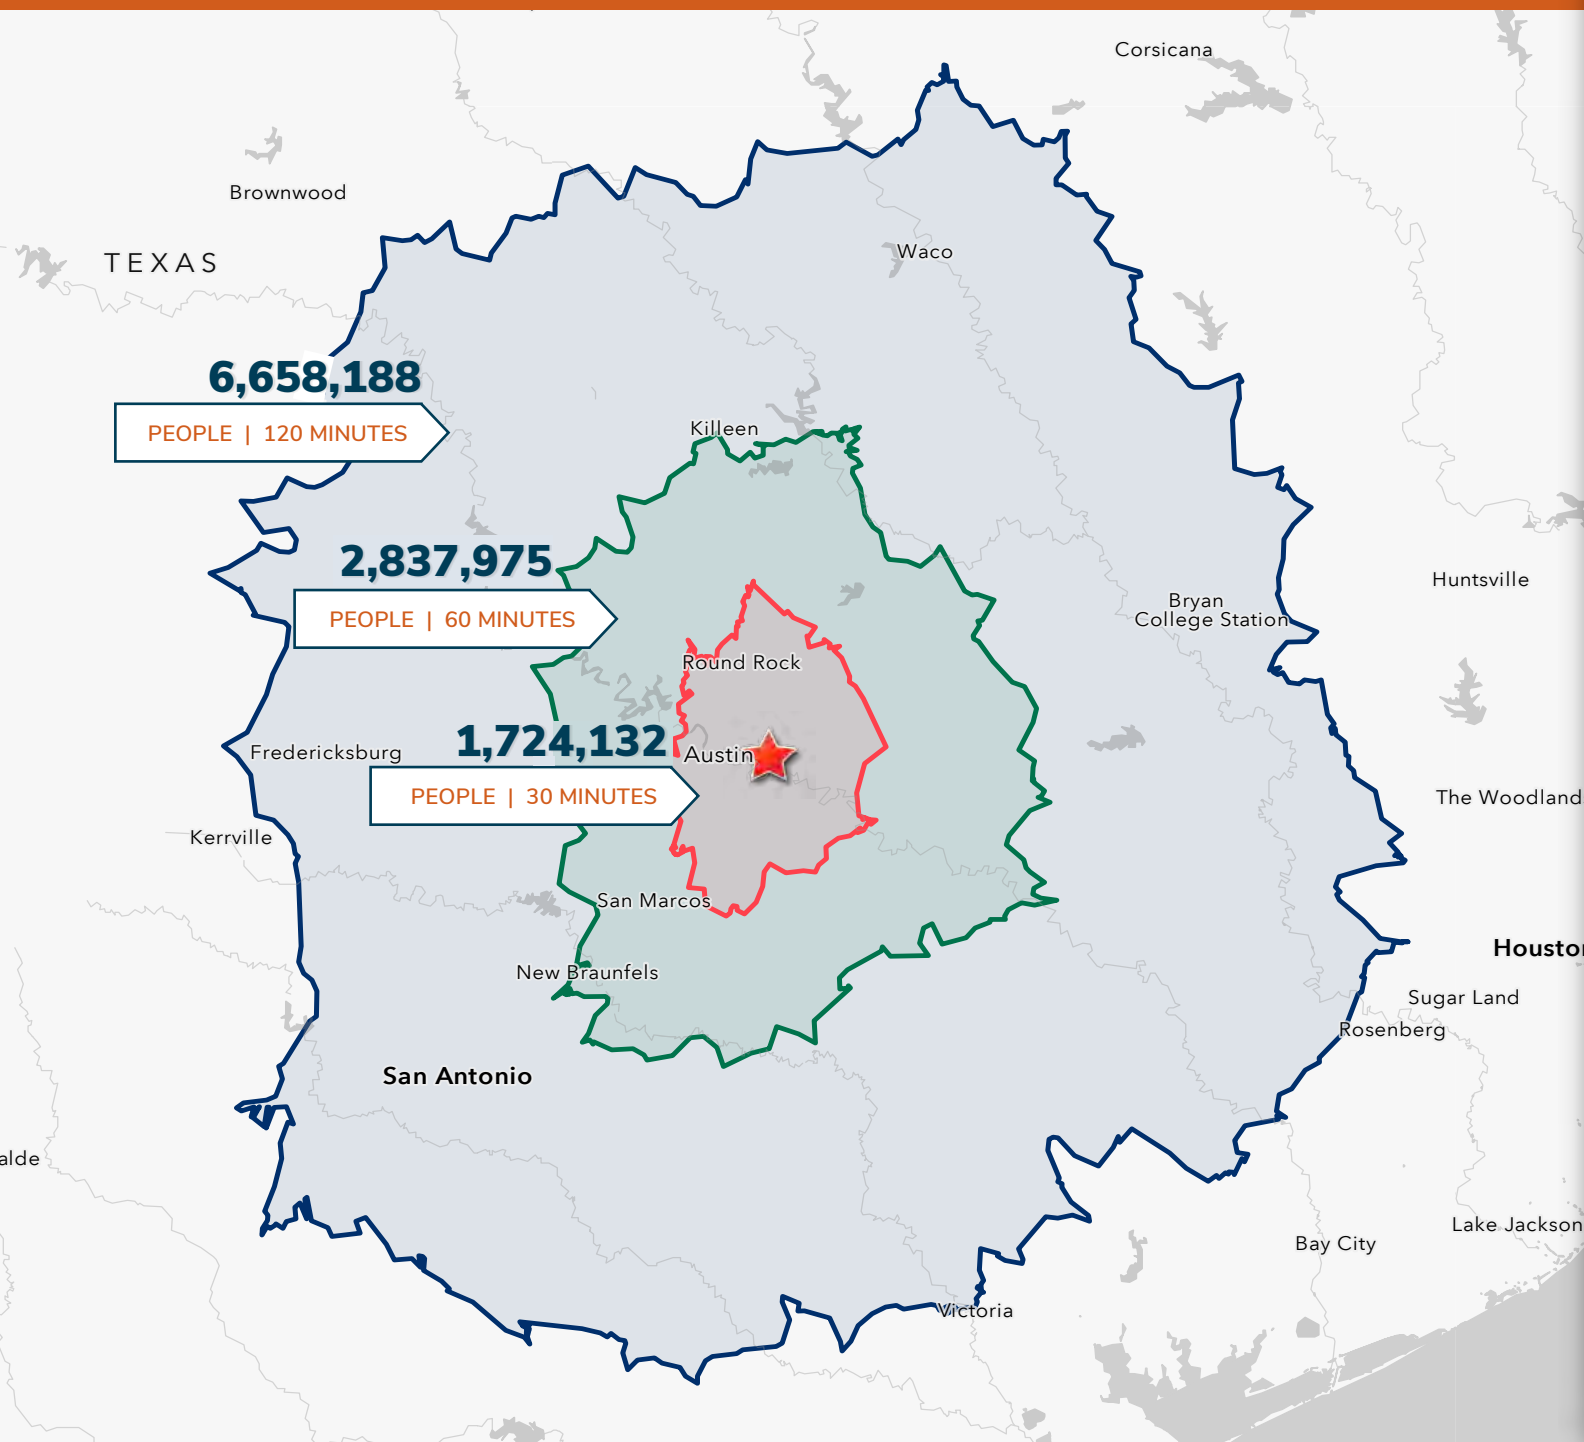 Corsicana
Brownwood
TEXAS
Waco
6,658,188
PEOPLE | 120 MINUTES
Killeen
2,837,975
PEOPLE | 60 MINUTES
Huntsville
Bryan
College Station
Round Rock
1,724,132
Fredericksburg
Austin
PEOPLE | 30 MINUTES
The Woodland
Kerrville
San Marcos
Houston
New Braunfels
Sugar Land
Rosenberg
San Antonio
alde
Lake Jackson
Bay City
Victoria